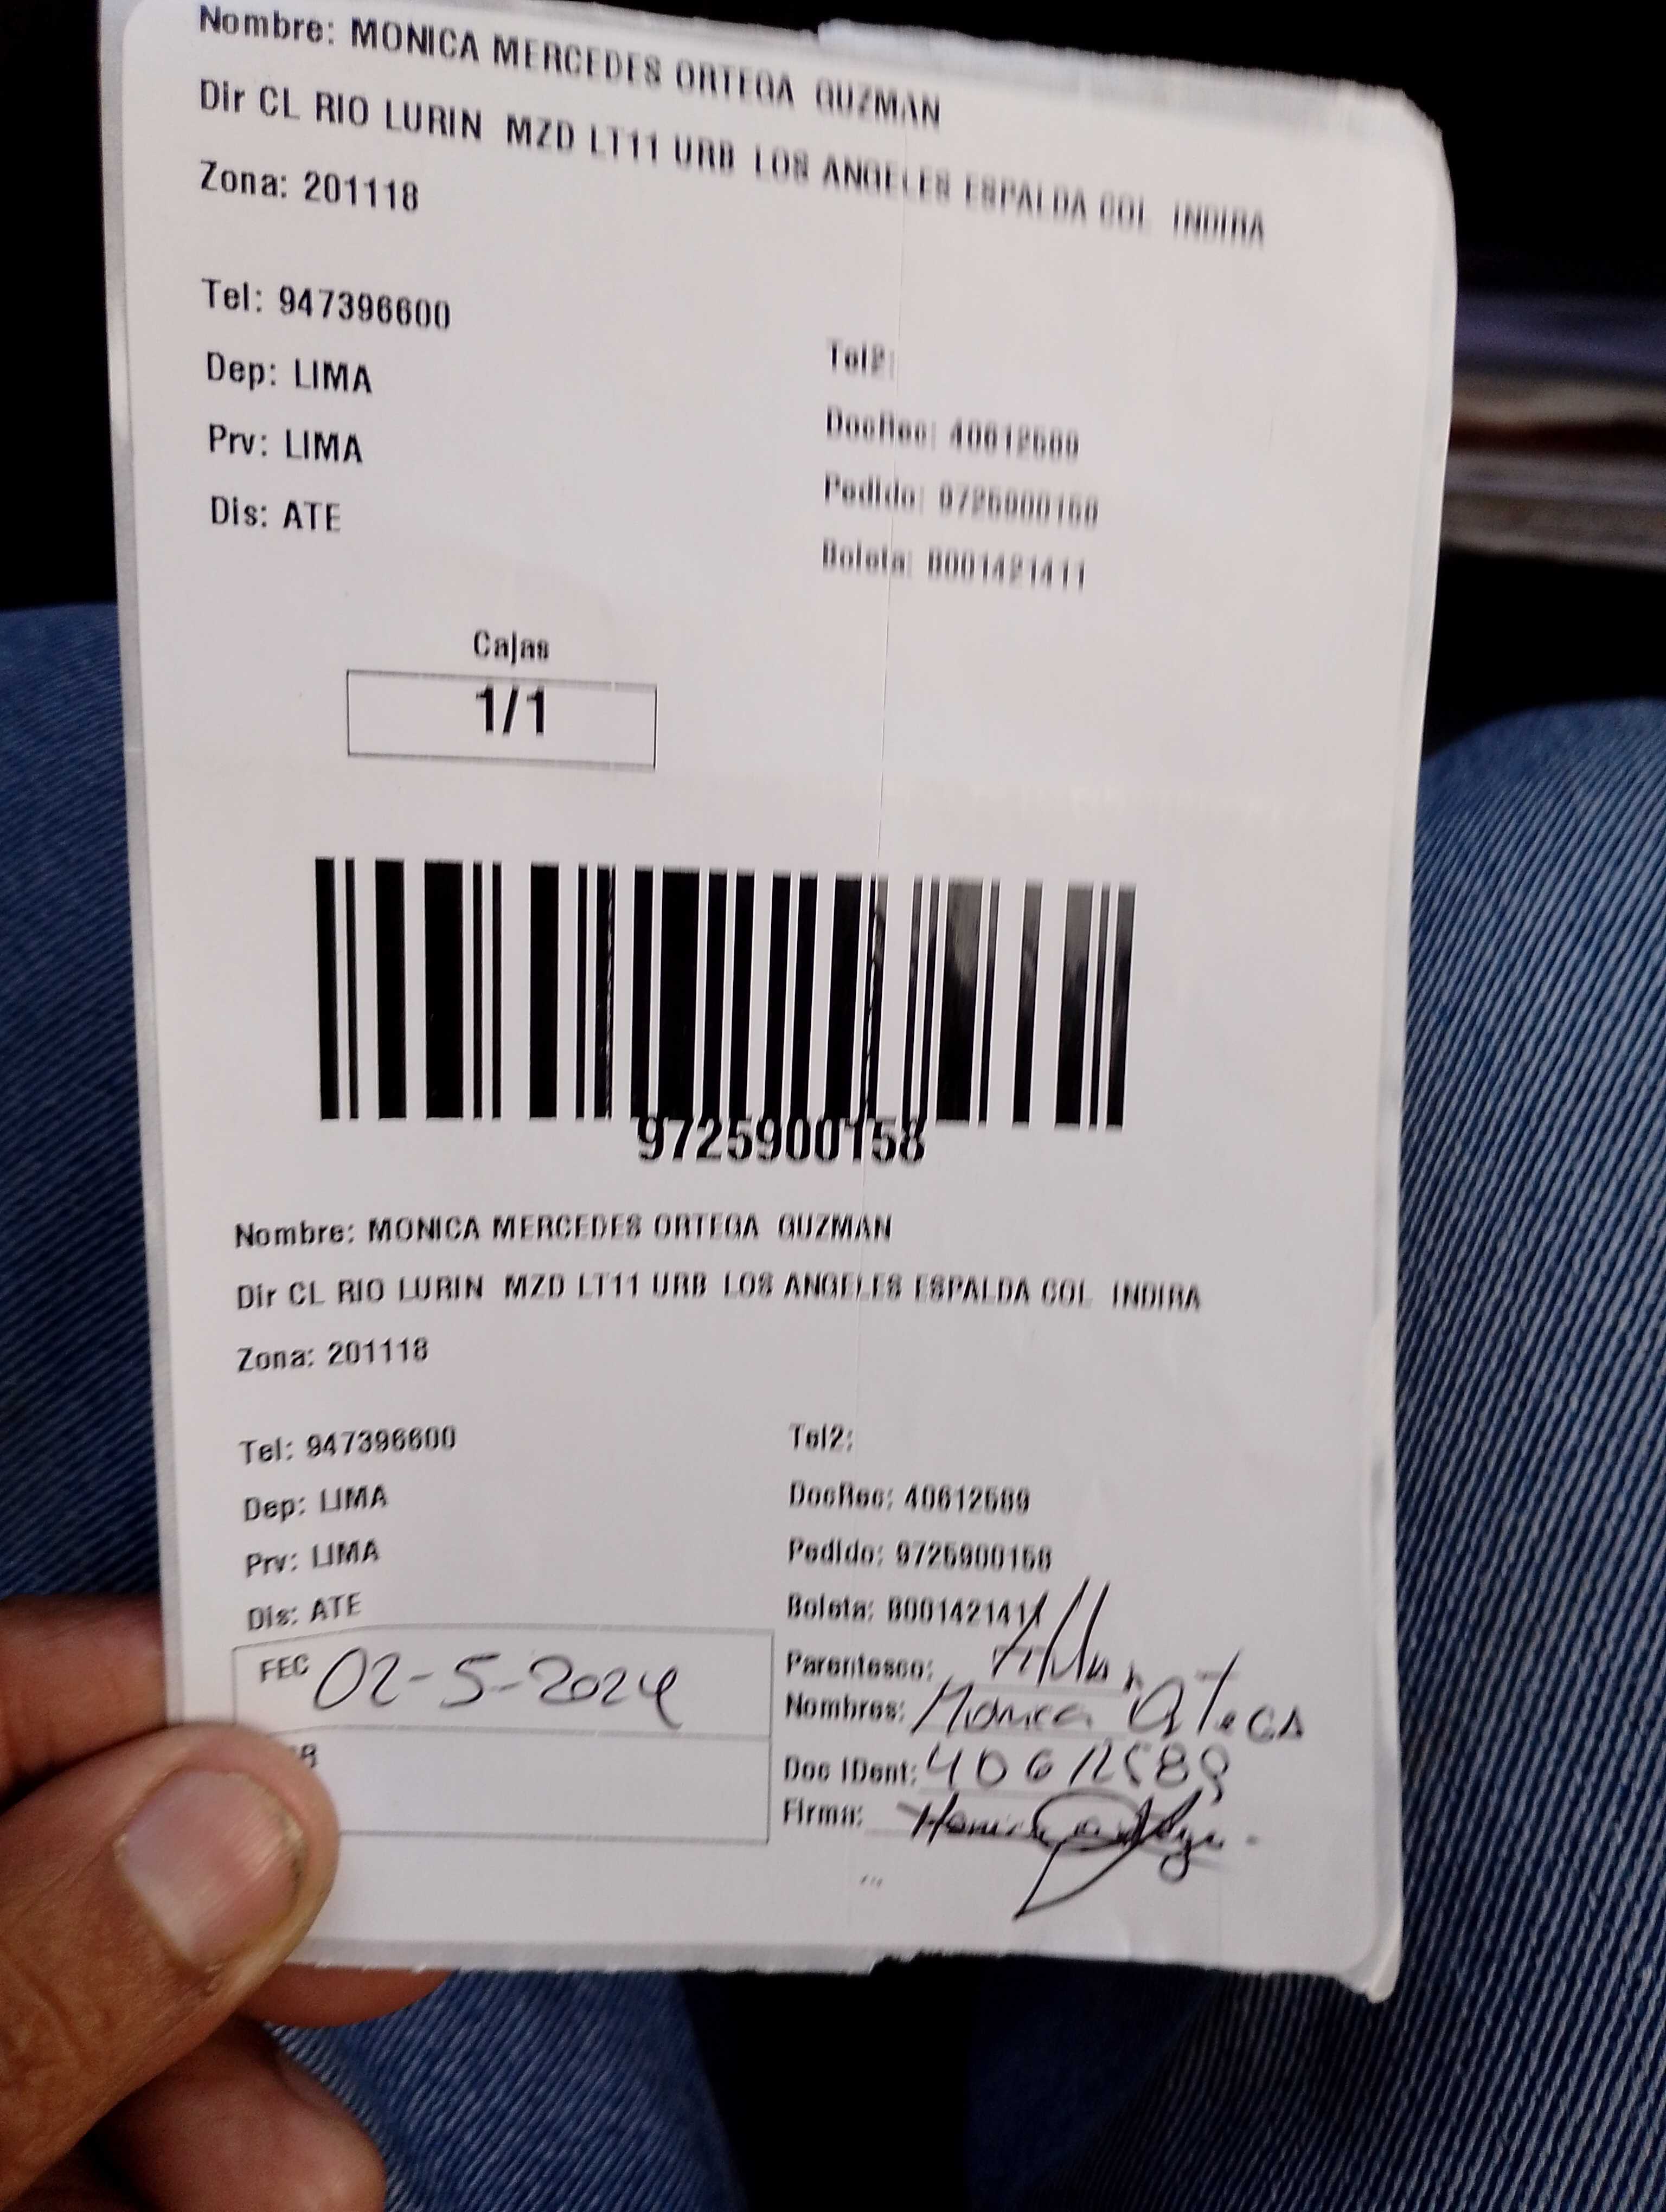 Nombre: MONICA MERCEDES ORTEGA GUZMAN
Dir CL RIO LURIN MZD LT11 URB LOS ANGELES ESPALDA COL INDIRA
Zona: 201118
Tel: 947396600
Tel2:
Dep: LIMA
DocRec: 40612589
Prv: LIMA
Pedido: 9725900158
Dis: ATE
Boleta: B001421411
Cajas
1/1
9725900158
Nombre: MONICA MERCEDES ORTEGA GUZMAN
Dir CL RIO LURIN MZD LT11 URB LOS ANGELES ESPALDA COL INDIRA
Zona: 201118
Tel: 947396600
Tel2:
Dep: LIMA
DocRec: 40612589
Prv: LIMA
Pedido: 9725900158
Dis: ATE
Boleta: B001421411
FEC 02-5-2024
Parentesco:
Nombres: Monica
Doc IDent: 40612589
Firma: